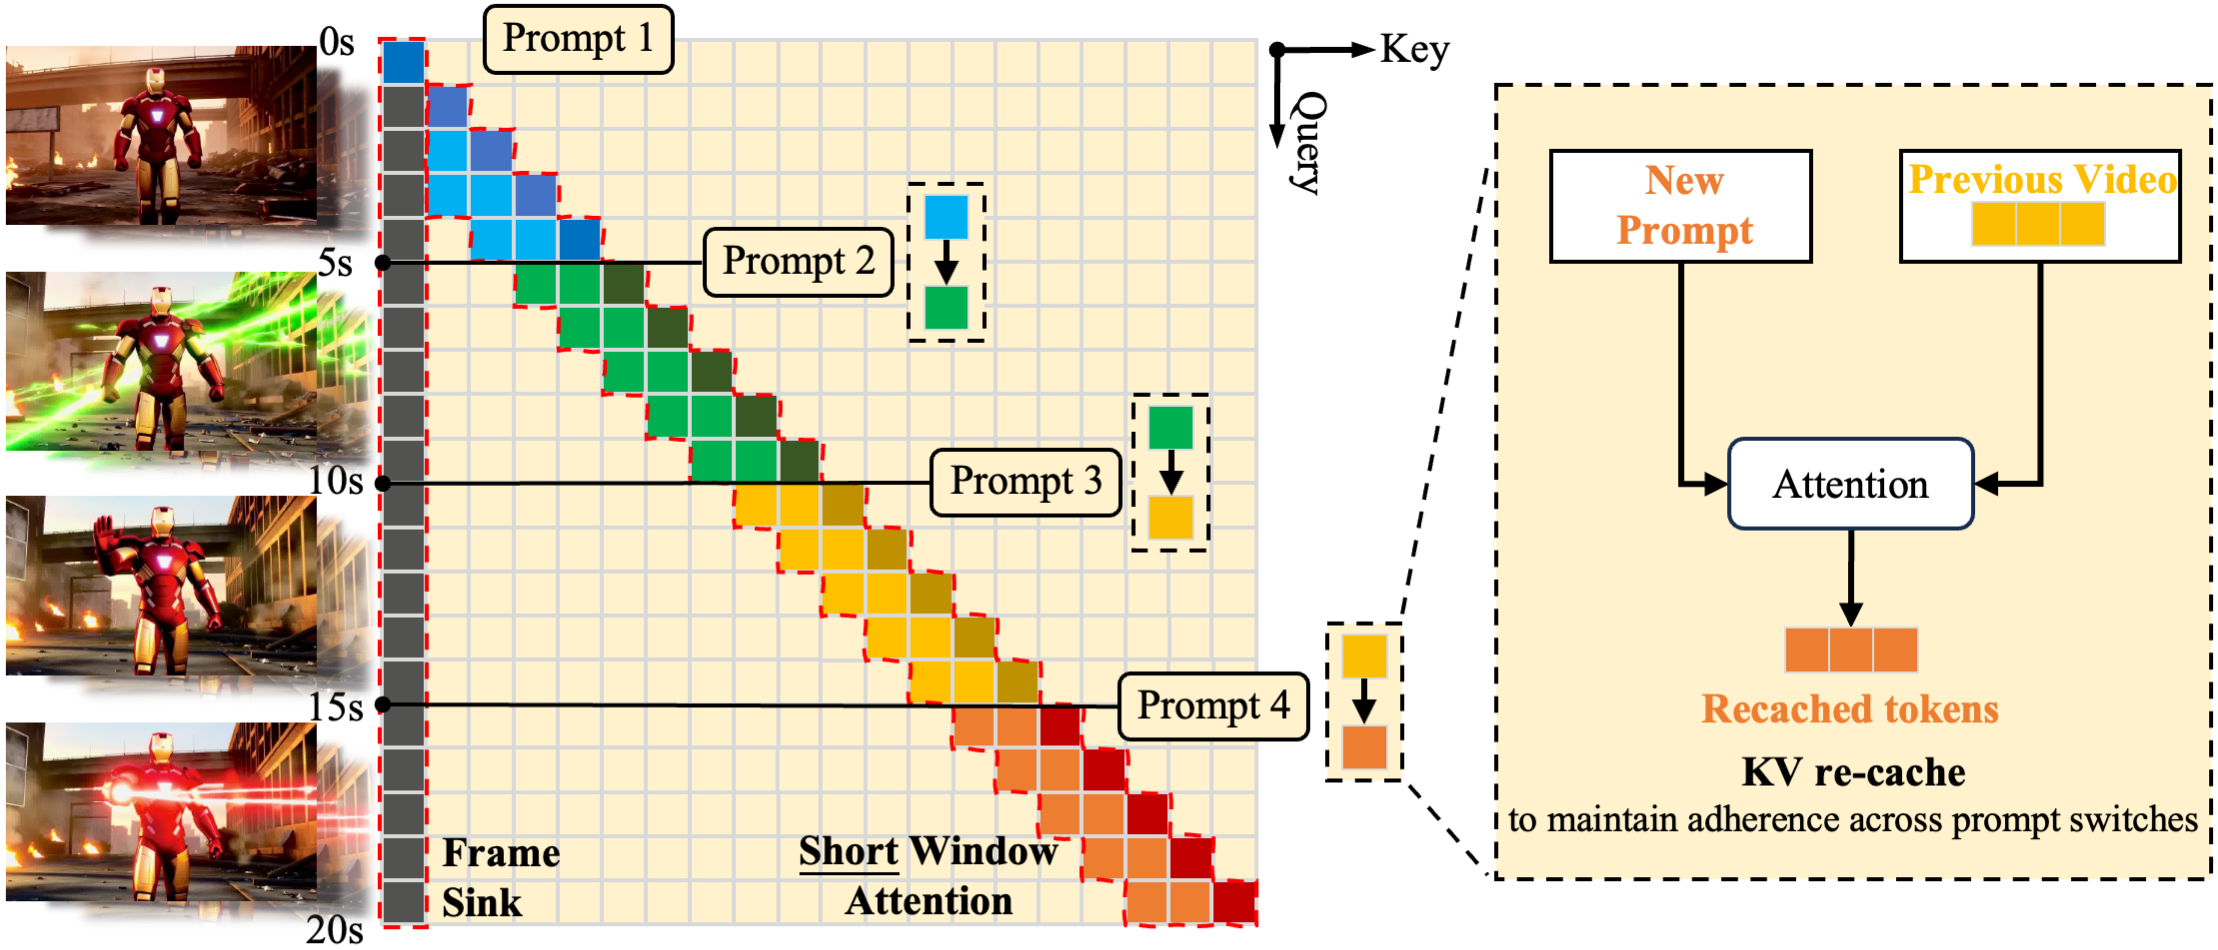 0s
Prompt 1
Key
Query
5s
Prompt 2
10s
Prompt 3
15s
Prompt 4
20s
Frame
Sink
Short Window
Attention
New
Prompt
Previous Video
Attention
Recached tokens
KV re-cache
to maintain adherence across prompt switches